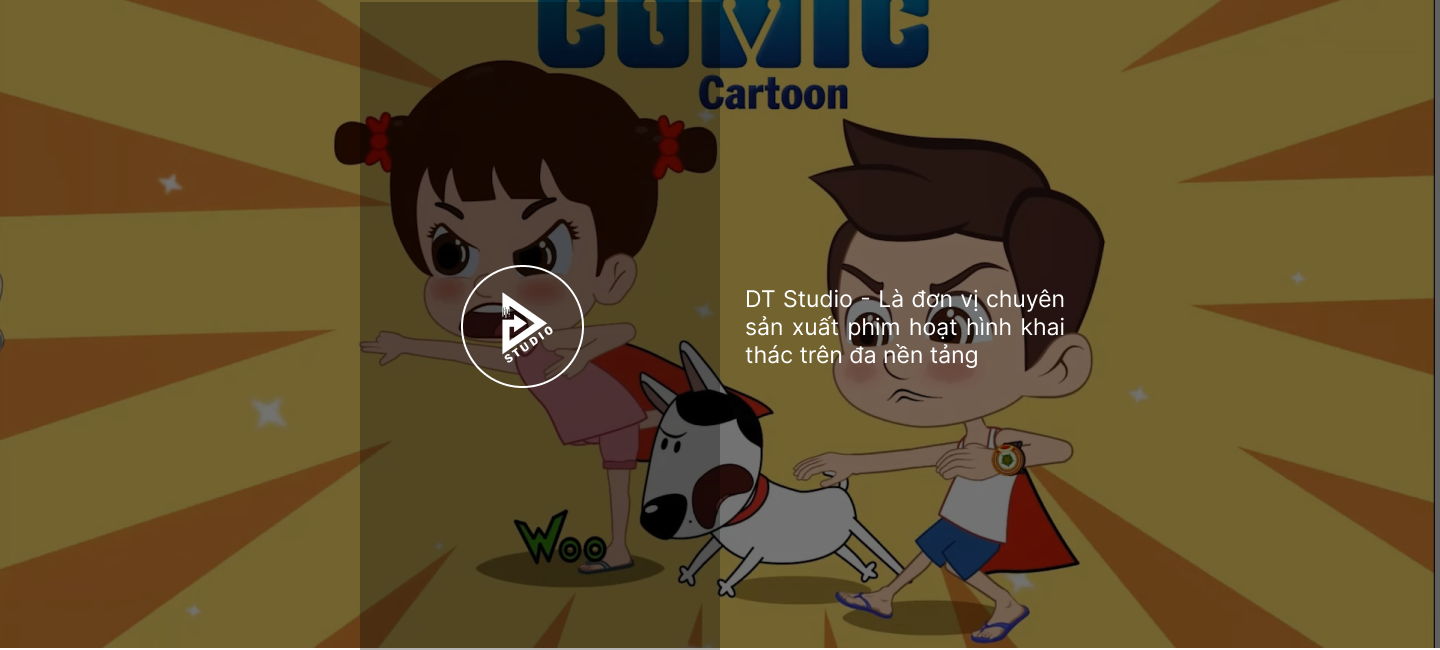 COMIC
Cartoon
STUDIO
DT Studio - Là đơn vị chuyên
sản xuất phim hoạt hình khai
thác trên đa nền tảng
Woo